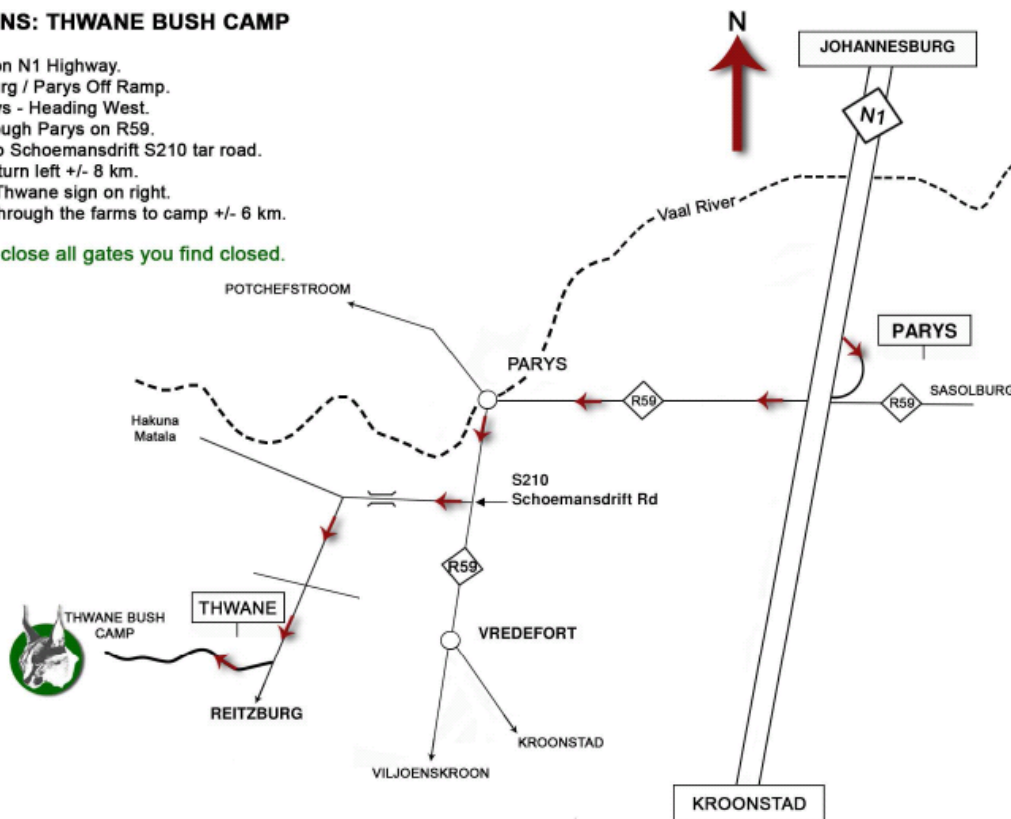 NS: THWANE BUSH CAMP
on N1 Highway.
rg / Parys Off Ramp.
ys - Heading West.
ough Parys on R59.
o Schoemansdrift S210 tar road.
turn left +/- 8 km.
Thwane sign on right.
hrough the farms to camp +/- 6 km.
close all gates you find closed.
N
JOHANNESBURG
N1
Vaal River
POTCHEFSTROOM
PARYS
PARYS
R59
R59
SASOLBURG
Hakuna
Matala
S210
Schoemansdrift Rd
R59
THWANE
THWANE BUSH
CAMP
VREDEFORT
REITZBURG
KROONSTAD
VILJOENSKROON
KROONSTAD